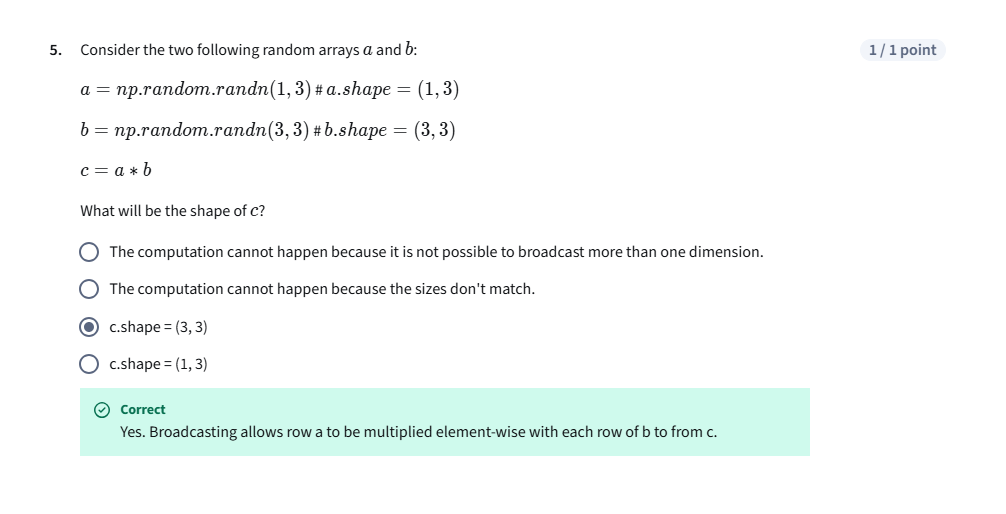 5. Consider the two following random arrays a and b:
1 / 1 point
a = np.random.randn(1, 3) # a.shape = (1, 3)
b = np.random.randn(3, 3) # b.shape = (3, 3)
c = a ∗ b
What will be the shape of c?
The computation cannot happen because it is not possible to broadcast more than one dimension.
The computation cannot happen because the sizes don't match.
c.shape = (3, 3)
c.shape = (1, 3)
Correct
Yes. Broadcasting allows row a to be multiplied element-wise with each row of b to from c.